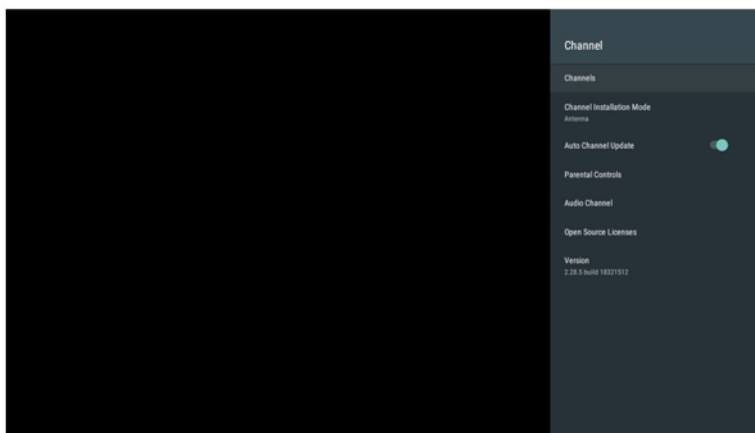 Channel
Channels
Channel Installation Mode
Antenna
Auto Channel Update
Parental Controls
Audio Channel
Open Source Licenses
Version
2.28.5 build 18321512